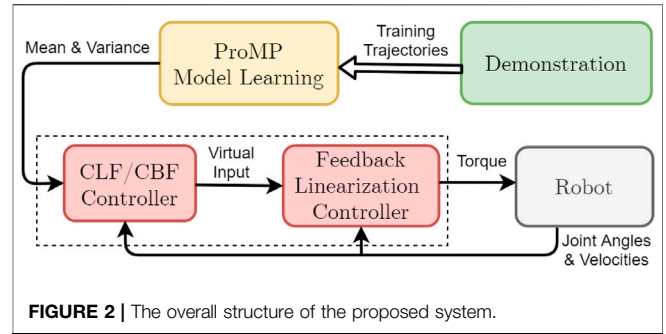 Mean & Variance
ProMP
Model Learning
Training
Trajectories
Demonstration
CLF/CBF
Controller
Virtual
Input
Feedback
Linearization
Controller
Torque
Robot
Joint Angles
& Velocities
FIGURE 2 | The overall structure of the proposed system.